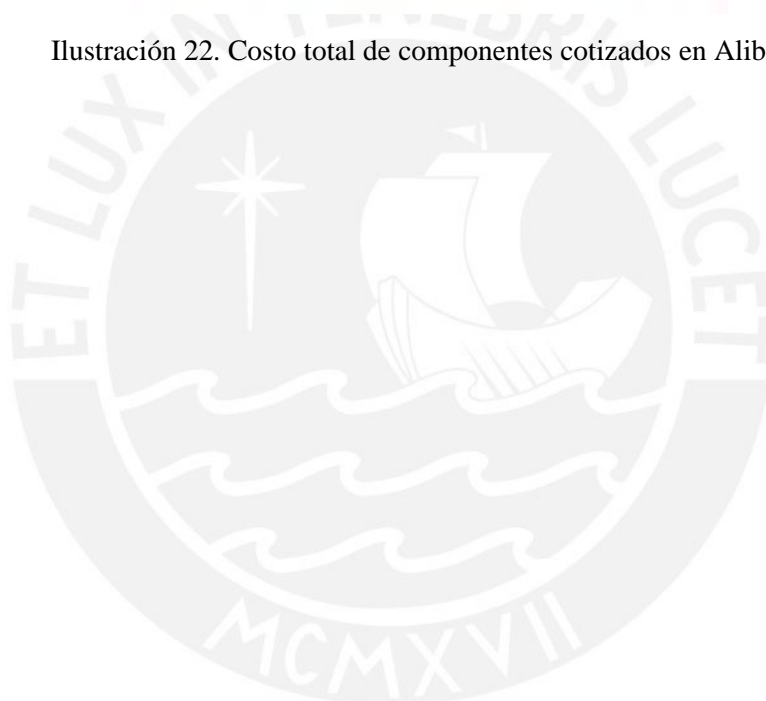 Ilustración 22. Costo total de componentes cotizados en Alib
ET LUX IN TENEBRIS LUCET
MCMXVII